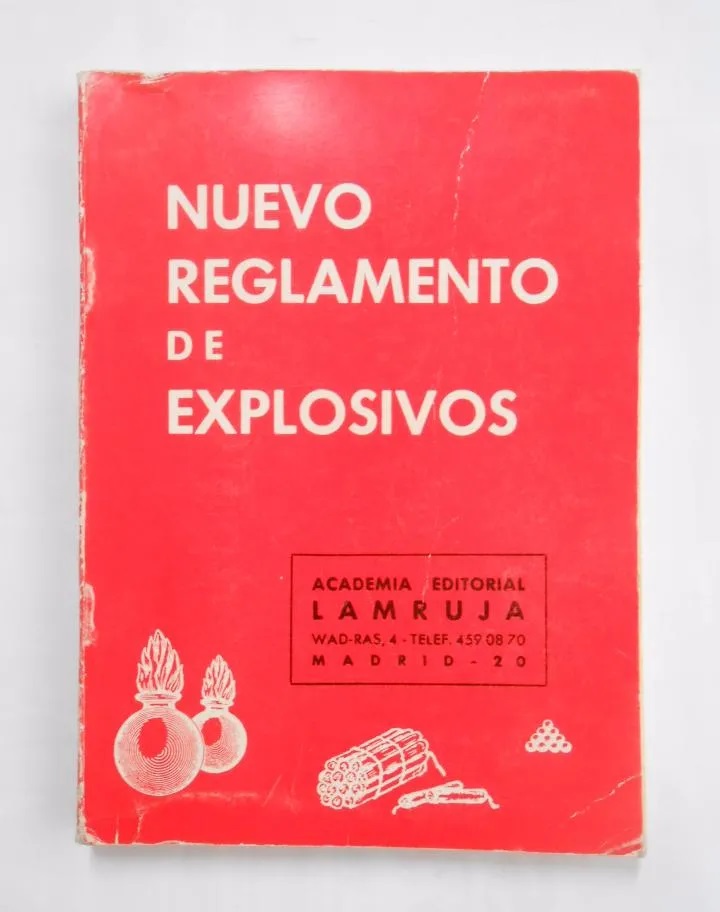 NUEVO
REGLAMENTO
DE
EXPLOSIVOS
ACADEMIA EDITORIAL
LAMRUJA
WAD-RAS, 4 - TELEF. 459 08 70
MADRID - 20